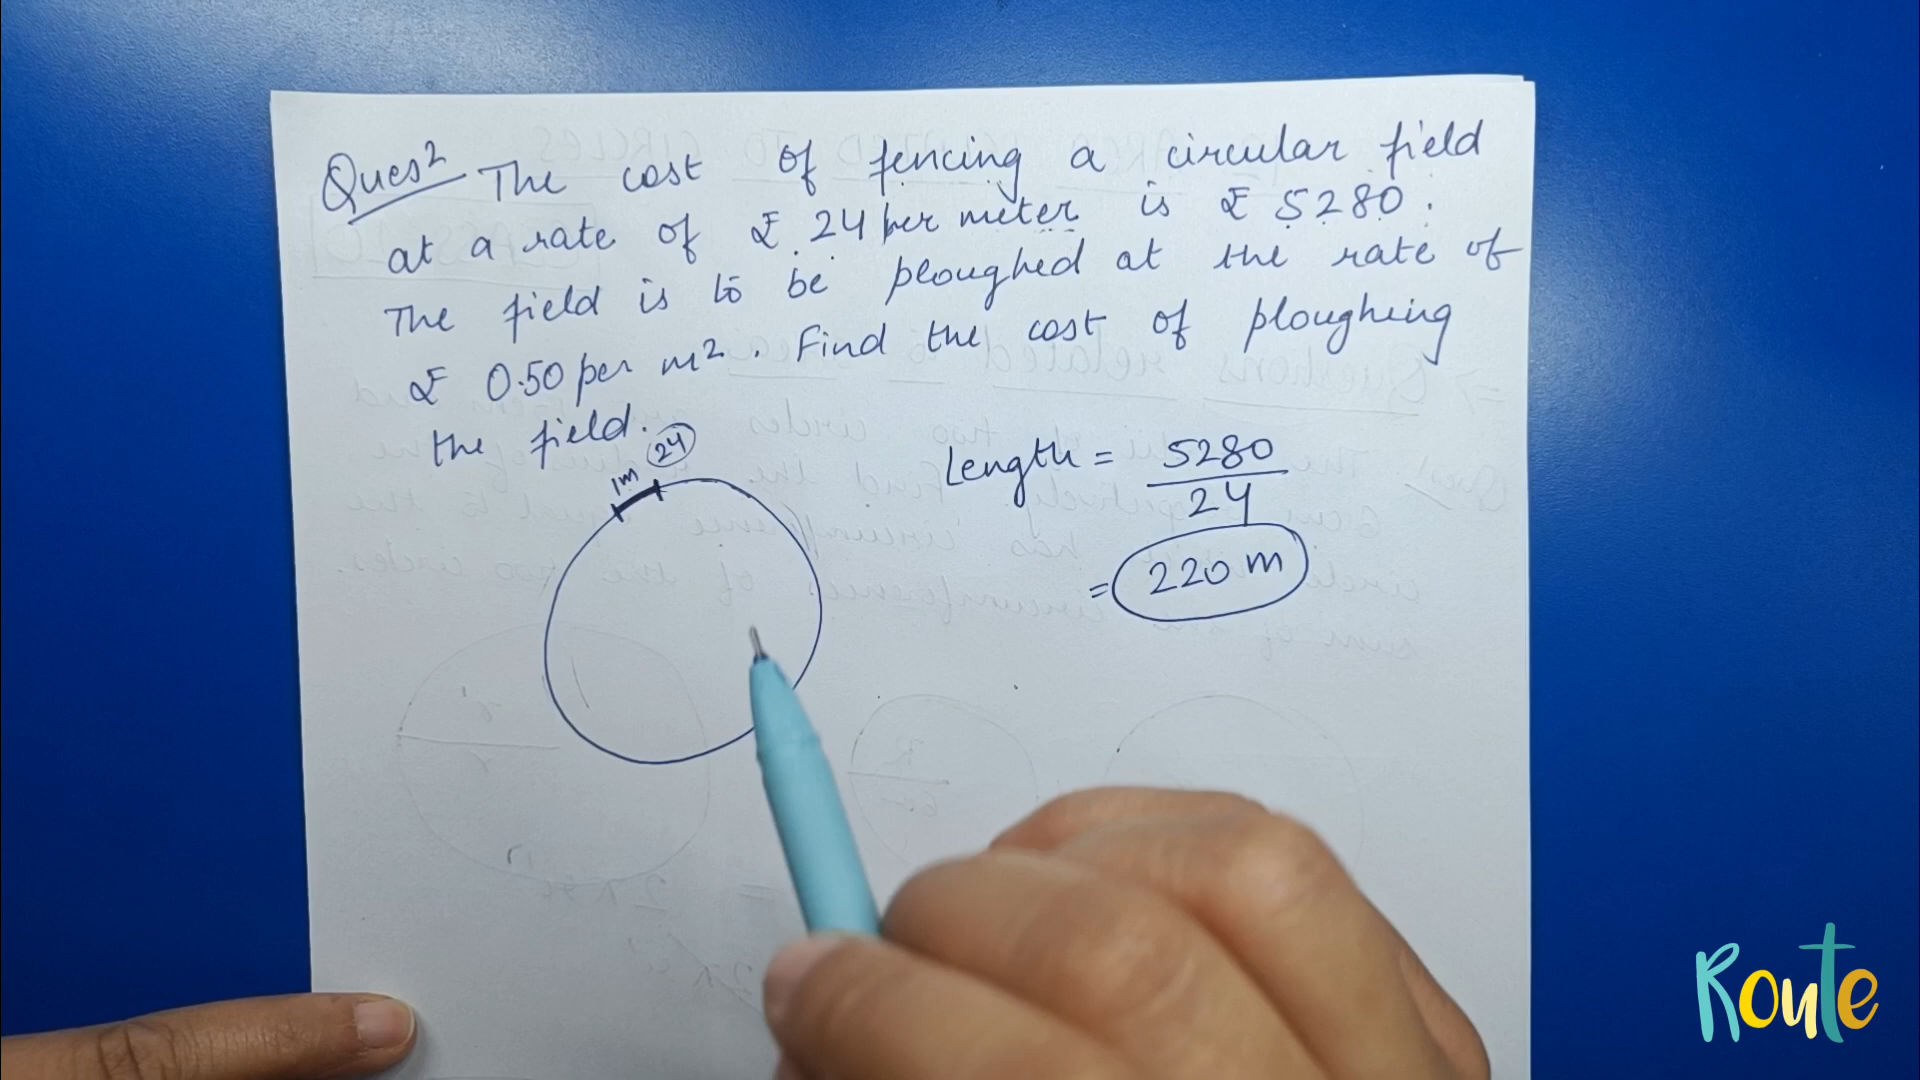 Ques 2 The cost of fencing a circular field
at a rate of ₹ 24 per meter is ₹ 5280.
The field is to be ploughed at the rate of
₹ 0.50 per m². Find the cost of ploughing
the field.
1m 24
Length = 5280
24
= 220 m
Route